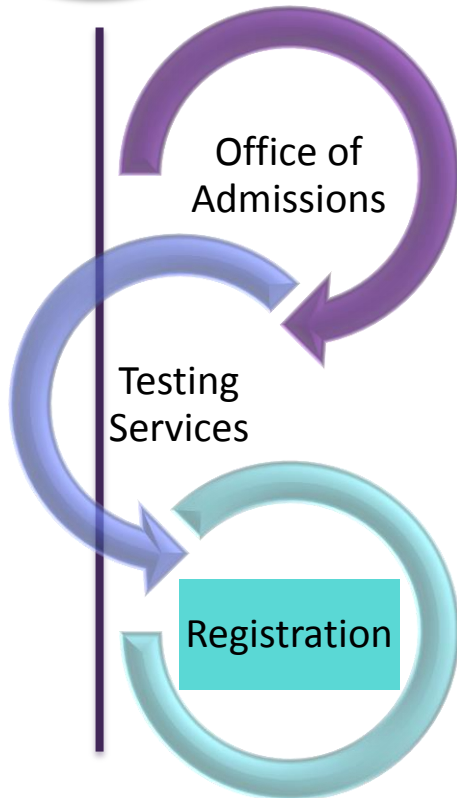 Office of
Admissions
Testing
Services
Registration